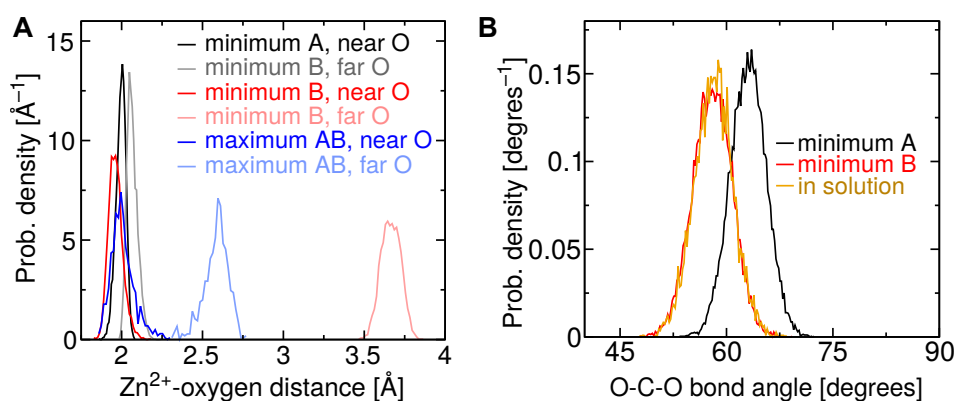 A
Prob. density [Å⁻¹]
15
10
5
0
minimum A, near O
minimum B, far O
minimum B, near O
minimum B, far O
maximum AB, near O
maximum AB, far O
2
2.5
3
3.5
4
Zn²⁺-oxygen distance [Å]
B
Prob. density [degres⁻¹]
0.15
0.1
0.05
0
minimum A
minimum B
in solution
45
60
75
90
O-C-O bond angle [degrees]